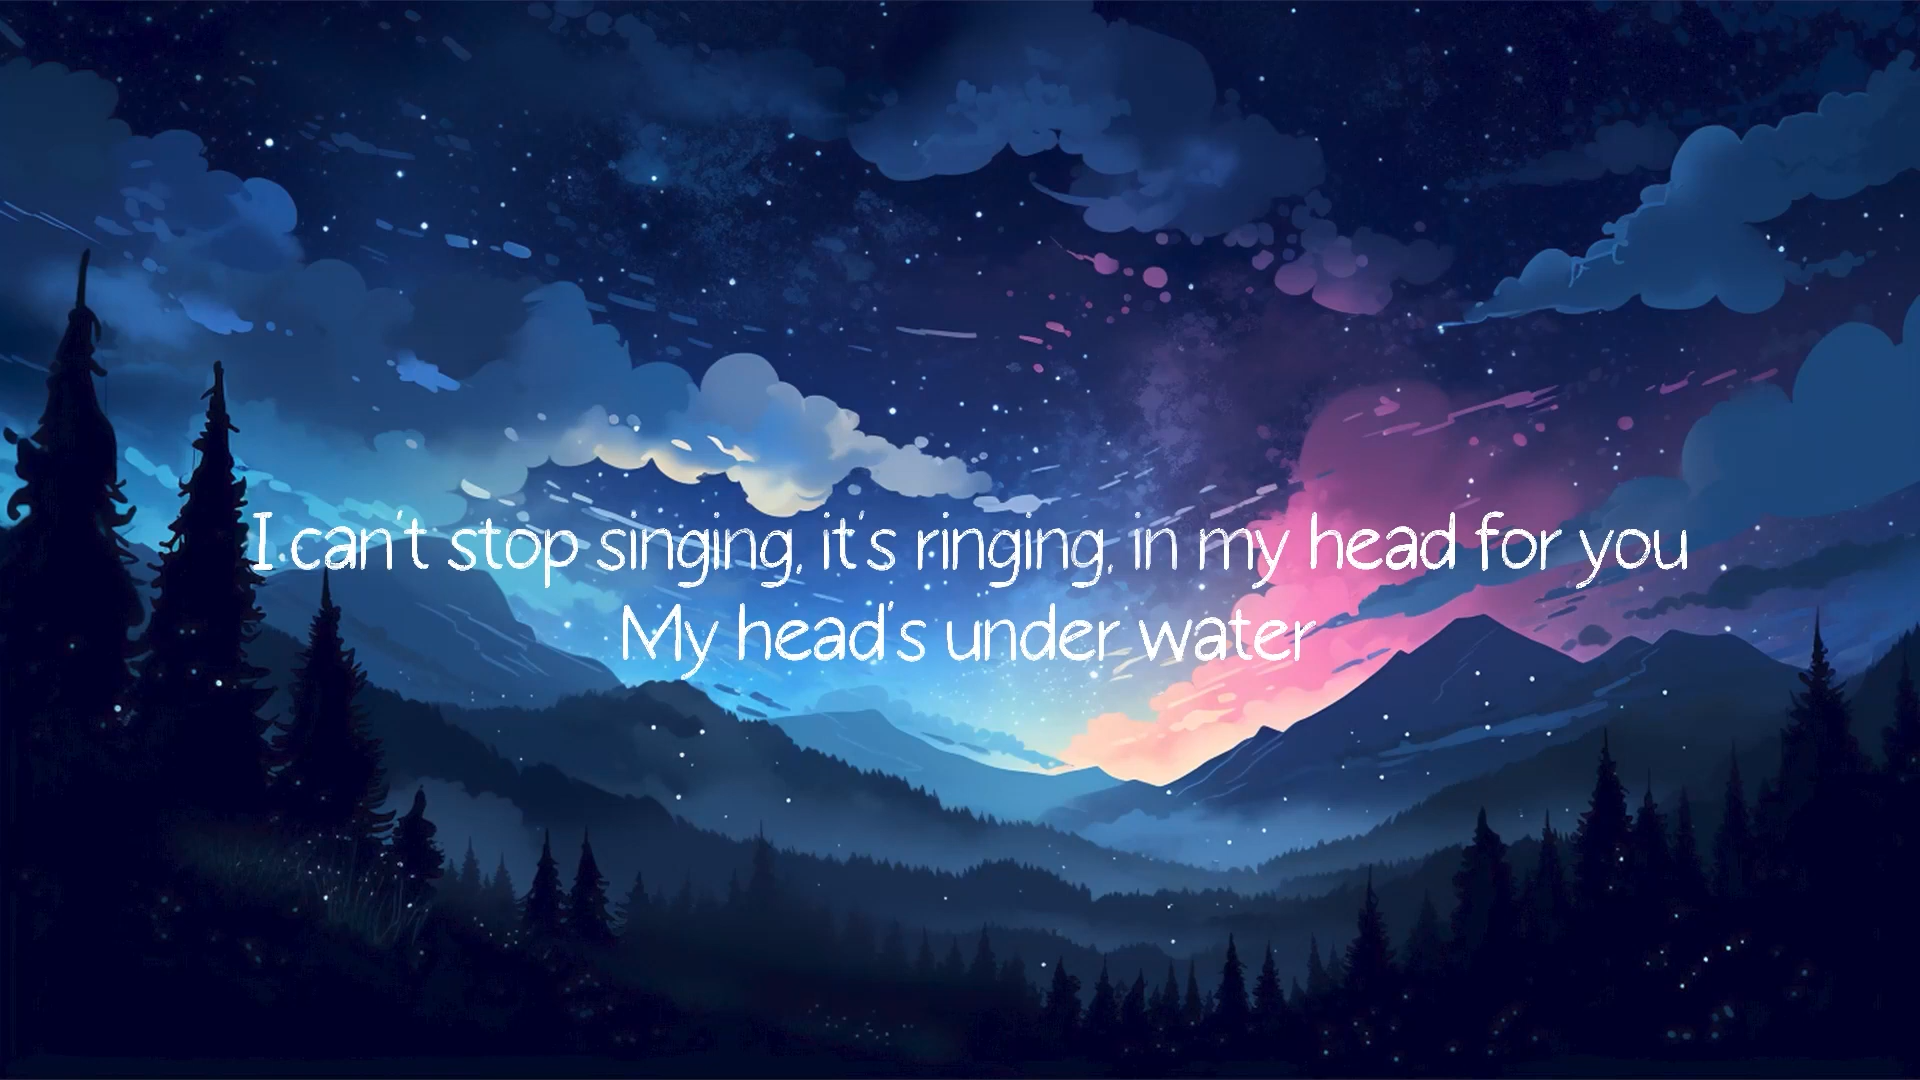 I can't stop singing, it's ringing, in my head for you
My head's under water